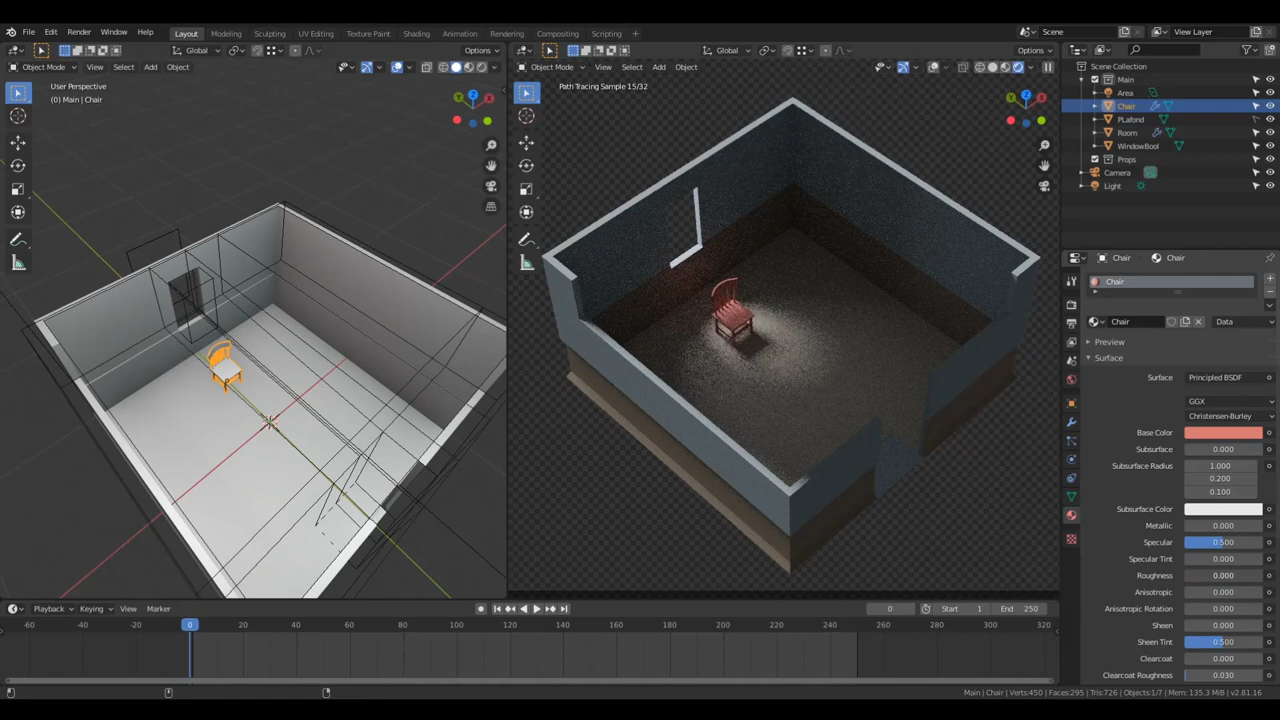 File Edit Render Window Help Layout Modeling Sculpting UV Editing Texture Paint Shading Animation Rendering Compositing Scripting Scene View Layer
Global Options Global Options
Object Mode View Select Add Object Object Mode View Select Add Object
User Perspective
(0) Main | Chair
Path Tracing Sample 15/32
Scene Collection
Main
Area
Chair
PLafond
Room
WindowBool
Props
Camera
Light
Chair Chair
Chair
Chair Data
Preview
Surface
Surface Principled BSDF
GGX
Christensen-Burley
Base Color
Subsurface 0.000
Subsurface Radius 1.000
0.200
0.100
Subsurface Color
Metallic 0.000
Specular 0.500
Specular Tint 0.000
Roughness 0.000
Anisotropic 0.000
Anisotropic Rotation 0.000
Sheen 0.000
Sheen Tint 0.500
Clearcoat 0.000
Clearcoat Roughness 0.030
Playback Keying View Marker 0 Start 1 End 250
-60 -40 -20 0 20 40 60 80 100 120 140 160 180 200 220 240 260 280 300 320
Main | Chair | Verts:450 | Faces:295 | Tris:726 | Objects:1/7 | Mem: 135.3 MiB | v2.81.16